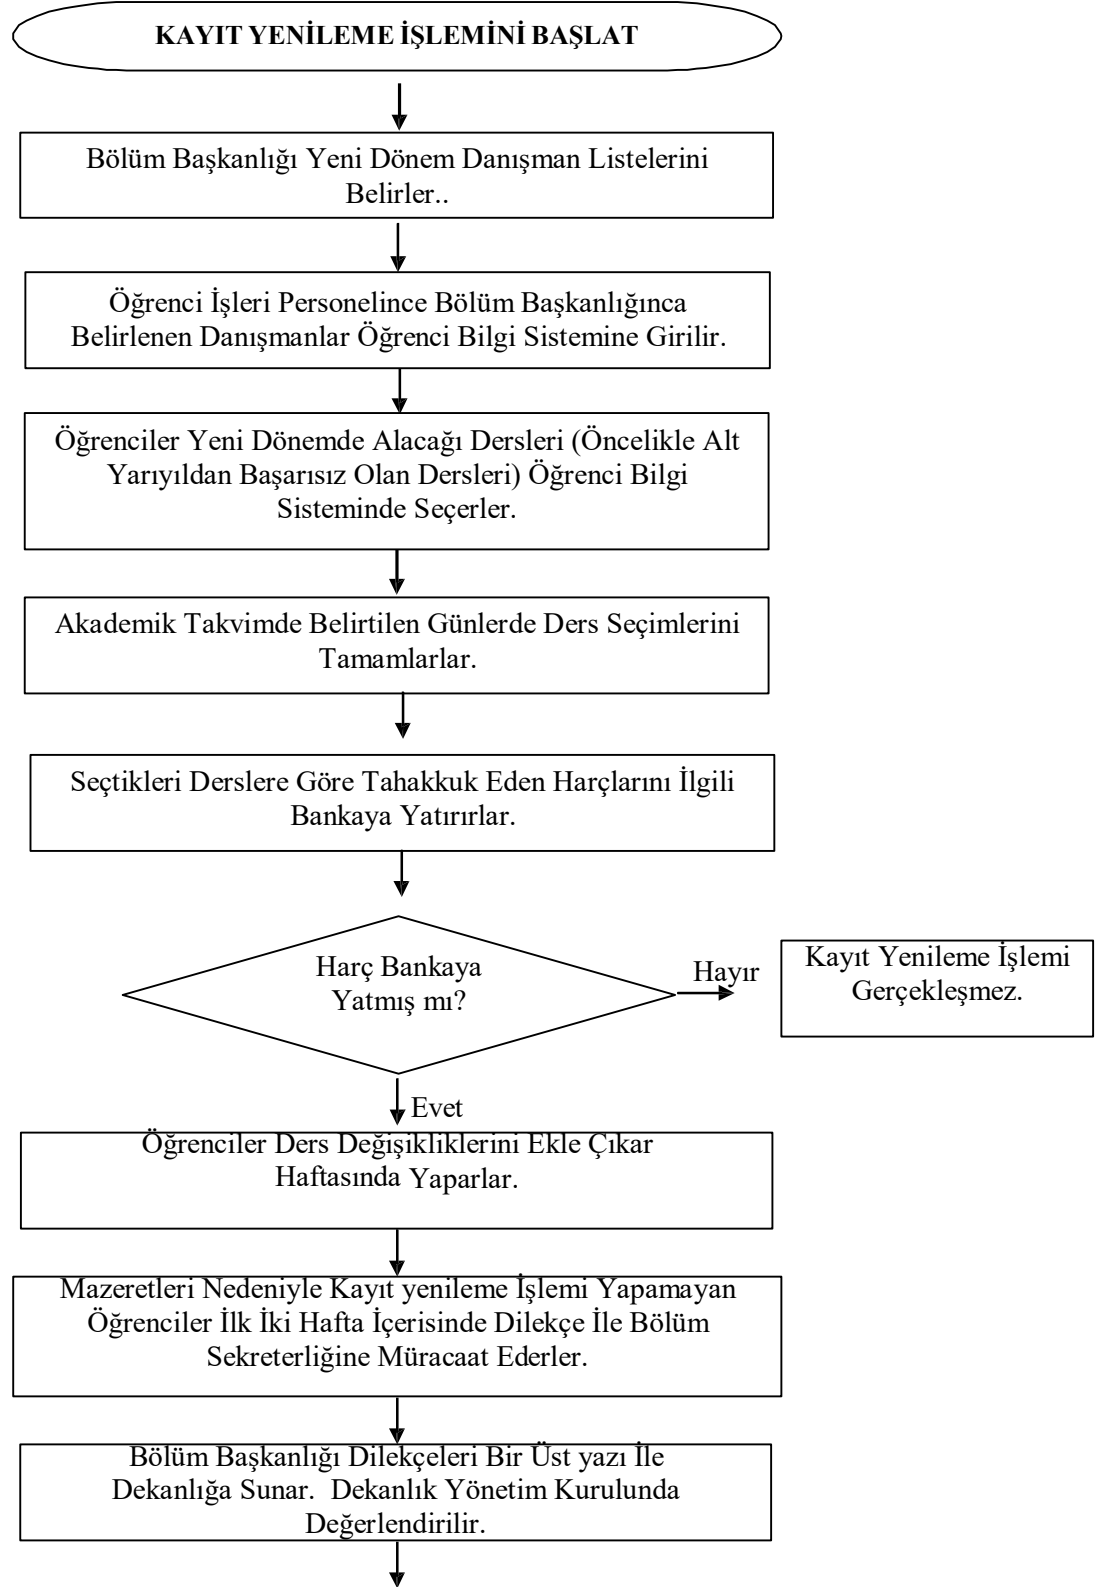 KAYIT YENİLEME İŞLEMİNİ BAŞLAT
Bölüm Başkanlığı Yeni Dönem Danışman Listelerini
Belirler..
Öğrenci İşleri Personelince Bölüm Başkanlığınca
Belirlenen Danışmanlar Öğrenci Bilgi Sistemine Girilir.
Öğrenciler Yeni Dönemde Alacağı Dersleri (Öncelikle Alt
Yarıyıldan Başarısız Olan Dersleri) Öğrenci Bilgi
Sisteminde Seçerler.
Akademik Takvimde Belirtilen Günlerde Ders Seçimlerini
Tamamlarlar.
Seçtikleri Derslere Göre Tahakkuk Eden Harçlarını İlgili
Bankaya Yatırırlar.
Harç Bankaya
Yatmış mı?
Hayır
Kayıt Yenileme İşlemi
Gerçekleşmez.
Evet
Öğrenciler Ders Değişikliklerini Ekle Çıkar
Haftasında Yaparlar.
Mazeretleri Nedeniyle Kayıt yenileme İşlemi Yapamayan
Öğrenciler İlk İki Hafta İçerisinde Dilekçe İle Bölüm
Sekreterliğine Müracaat Ederler.
Bölüm Başkanlığı Dilekçeleri Bir Üst yazı İle
Dekanlığa Sunar. Dekanlık Yönetim Kurulunda
Değerlendirilir.